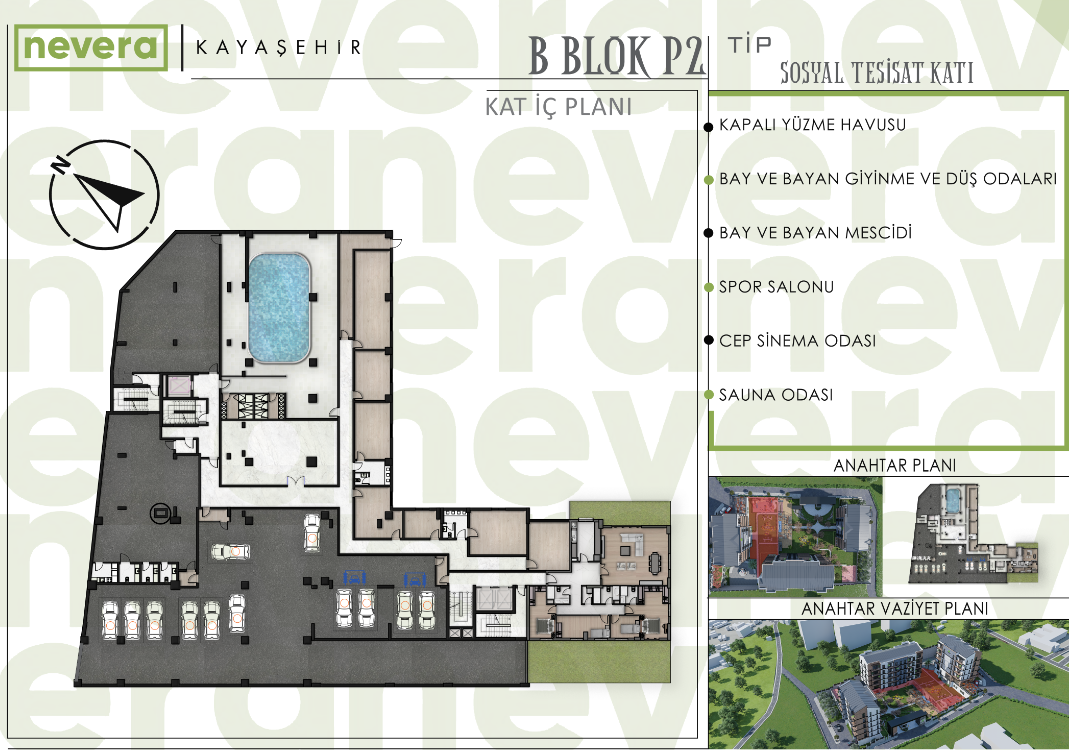 nevera
KAYAŞEHİR
B BLOK P2
TİP
SOSYAL TESİSAT KATI
KAT İÇ PLANI
N
KAPALI YÜZME HAVUSU
BAY VE BAYAN GİYİNME VE DÜŞ ODALARI
BAY VE BAYAN MESCİDİ
SPOR SALONU
CEP SİNEMA ODASI
SAUNA ODASI
ANAHTAR PLANI
ANAHTAR VAZİYET PLANI